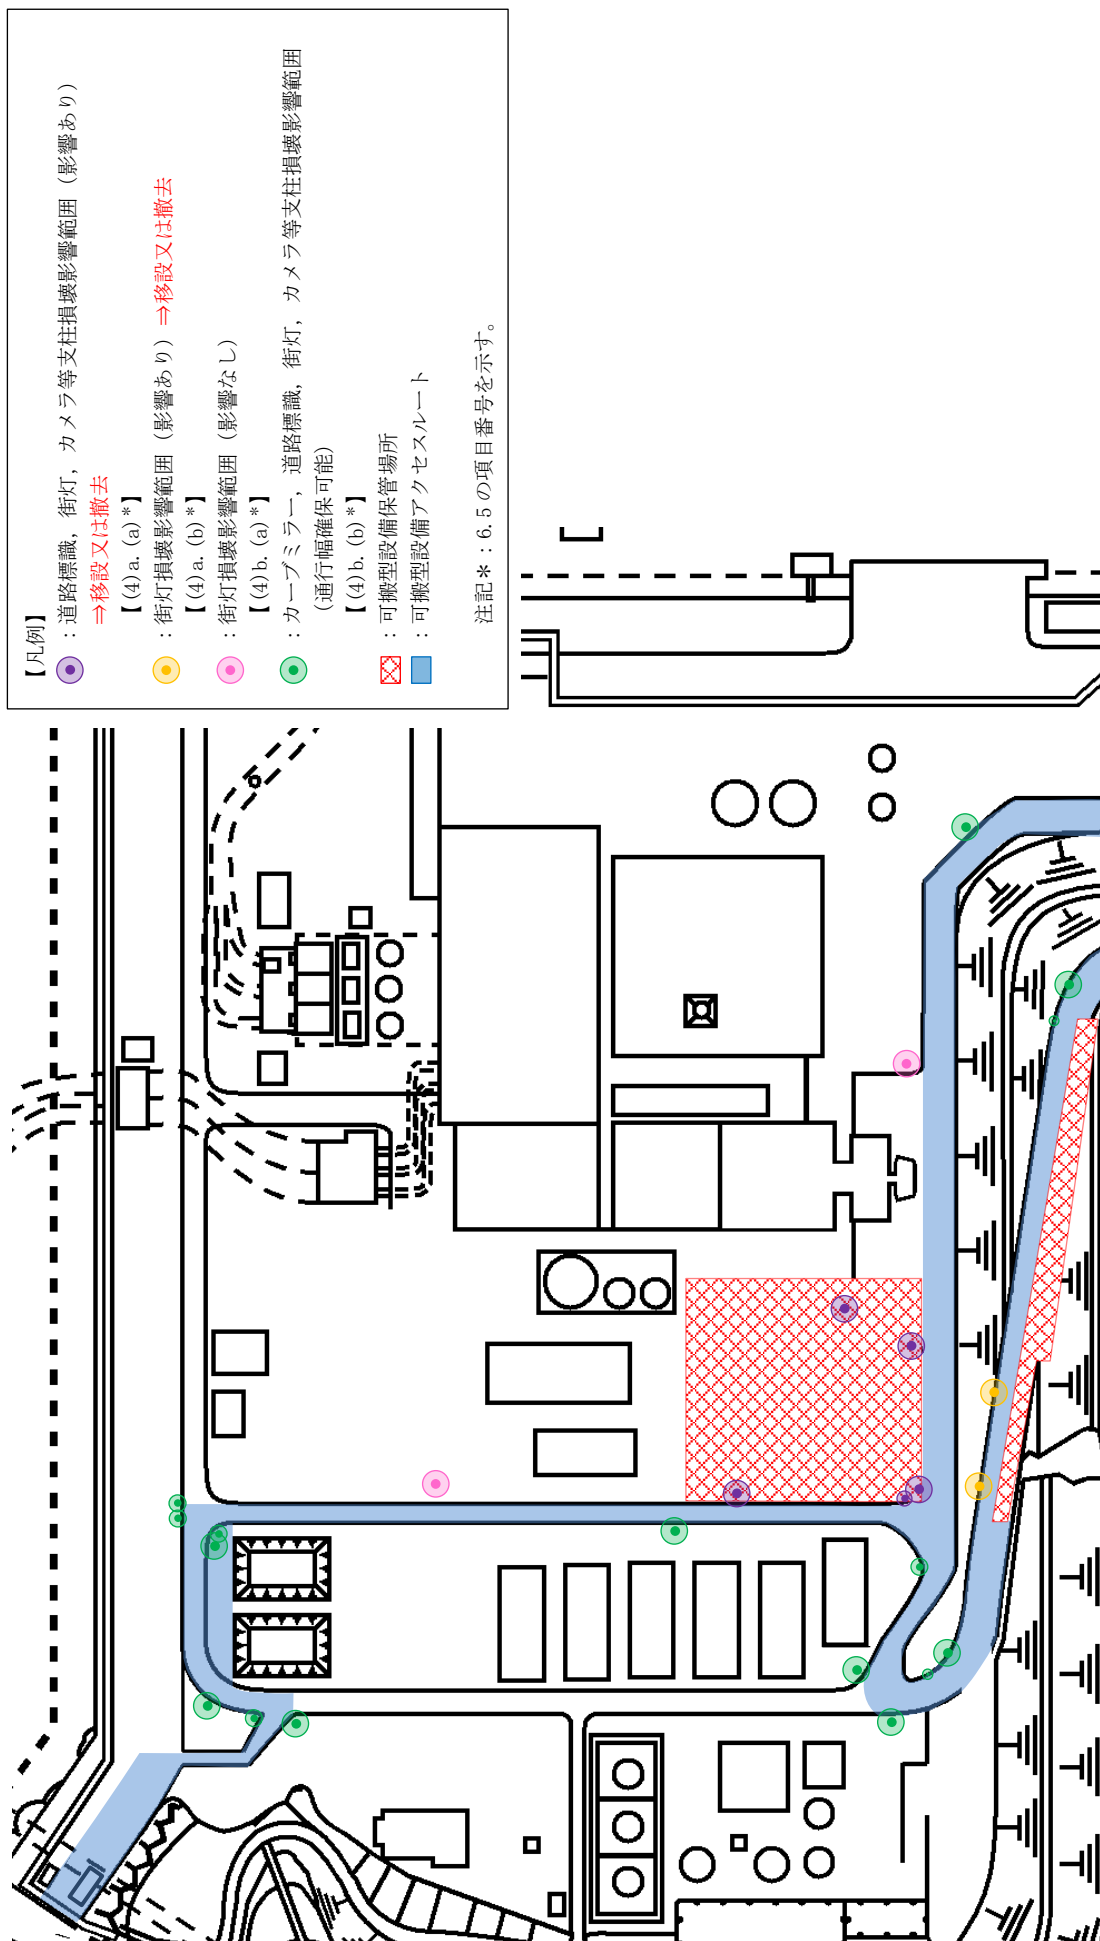 【凡例】
：道路標識，街灯，カメラ等支柱損壊影響範囲（影響あり）
⇒移設又は撤去
【(4)a.(a)*】
：街灯損壊影響範囲（影響あり）⇒移設又は撤去
【(4)a.(b)*】
：街灯損壊影響範囲（影響なし）
【(4)b.(a)*】
：カーブミラー，道路標識，街灯，カメラ等支柱損壊影響範囲
（通行幅確保可能）
【(4)b.(b)*】
：可搬型設備保管場所
：可搬型設備アクセスルート
注記＊：6.5の項目番号を示す。